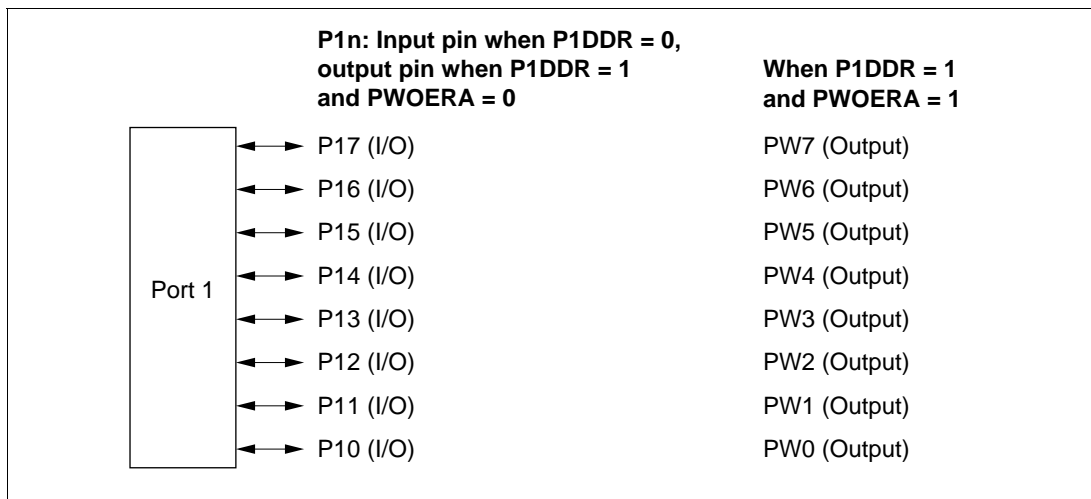 P1n: Input pin when P1DDR = 0,
output pin when P1DDR = 1
and PWOERA = 0
When P1DDR = 1
and PWOERA = 1
Port 1
P17 (I/O) PW7 (Output)
P16 (I/O) PW6 (Output)
P15 (I/O) PW5 (Output)
P14 (I/O) PW4 (Output)
P13 (I/O) PW3 (Output)
P12 (I/O) PW2 (Output)
P11 (I/O) PW1 (Output)
P10 (I/O) PW0 (Output)